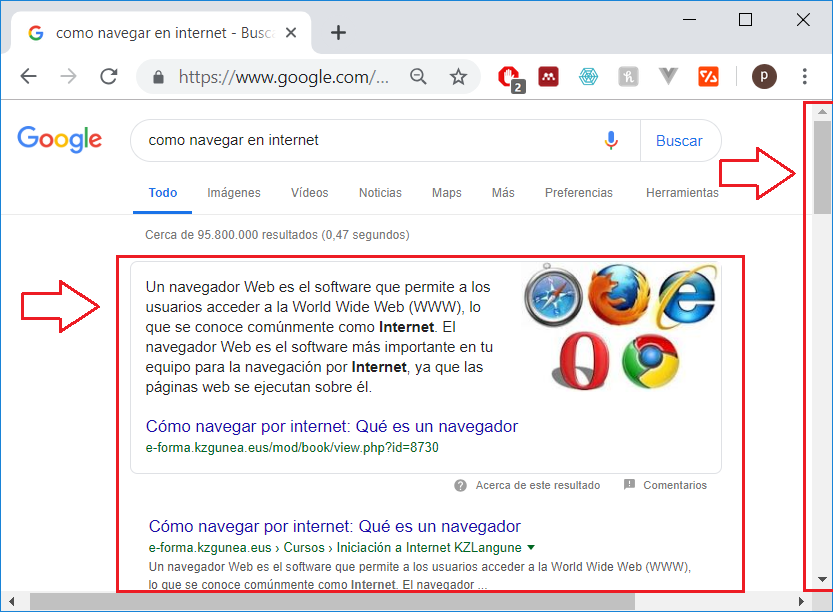 como navegar en internet - Busc
https://www.google.com/...
2
p
Google
como navegar en internet
Buscar
Todo Imágenes Vídeos Noticias Maps Más Preferencias Herramientas
Cerca de 95.800.000 resultados (0,47 segundos)
Un navegador Web es el software que permite a los
usuarios acceder a la World Wide Web (WWW), lo
que se conoce comúnmente como Internet. El
navegador Web es el software más importante en tu
equipo para la navegación por Internet, ya que las
páginas web se ejecutan sobre él.
Cómo navegar por internet: Qué es un navegador
e-forma.kzgunea.eus/mod/book/view.php?id=8730
Acerca de este resultado Comentarios
Cómo navegar por internet: Qué es un navegador
e-forma.kzgunea.eus › Cursos › Iniciación a Internet KZLangune
Un navegador Web es el software que permite a los usuarios acceder a la World Wide Web (WWW),
lo que se conoce comúnmente como Internet. El navegador ...